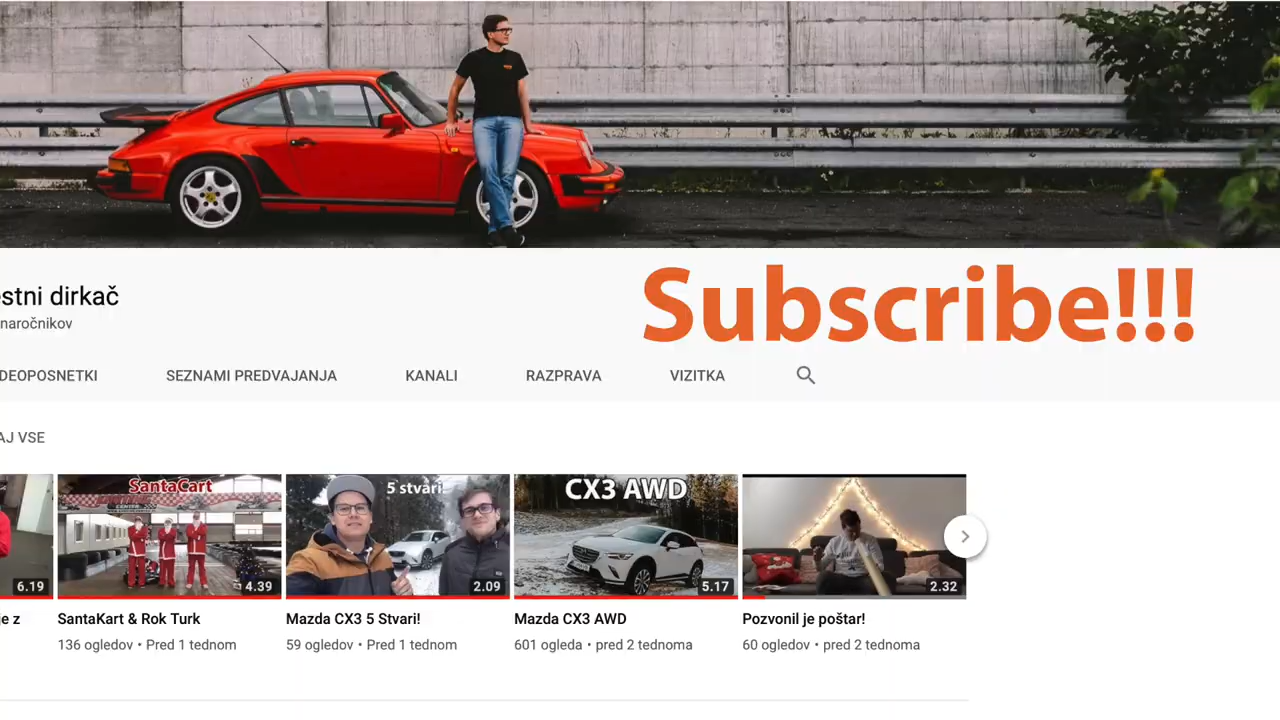 estni dirkač
naročnikov
Subscribe!!!
DEOPOSNETKI
SEZNAMI PREDVAJANJA
KANALI
RAZPRAVA
VIZITKA
AJ VSE
SantaCart
5 stvari!
CX3 AWD
6.19
4.39
2.09
5.17
2.32
je z
SantaKart & Rok Turk
Mazda CX3 5 Stvari!
Mazda CX3 AWD
Pozvonil je poštar!
136 ogledov • Pred 1 tednom
59 ogledov • Pred 1 tednom
601 ogleda • pred 2 tednoma
60 ogledov • pred 2 tednoma